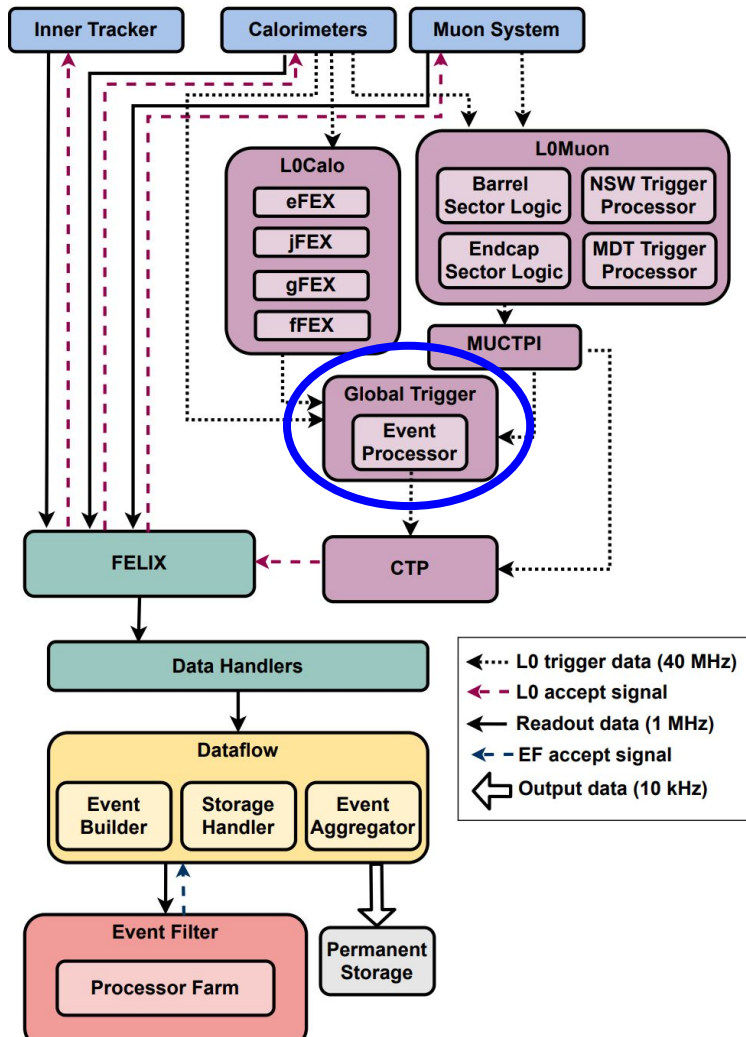 Inner Tracker
Calorimeters
Muon System
L0Calo
eFEX
jFEX
gFEX
fFEX
L0Muon
Barrel
Sector Logic
NSW Trigger
Processor
Endcap
Sector Logic
MDT Trigger
Processor
MUCTPI
Global Trigger
Event
Processor
FELIX
CTP
Data Handlers
Dataflow
Event
Builder
Storage
Handler
Event
Aggregator
Event Filter
Processor Farm
Permanent
Storage
L0 trigger data (40 MHz)
L0 accept signal
Readout data (1 MHz)
EF accept signal
Output data (10 kHz)